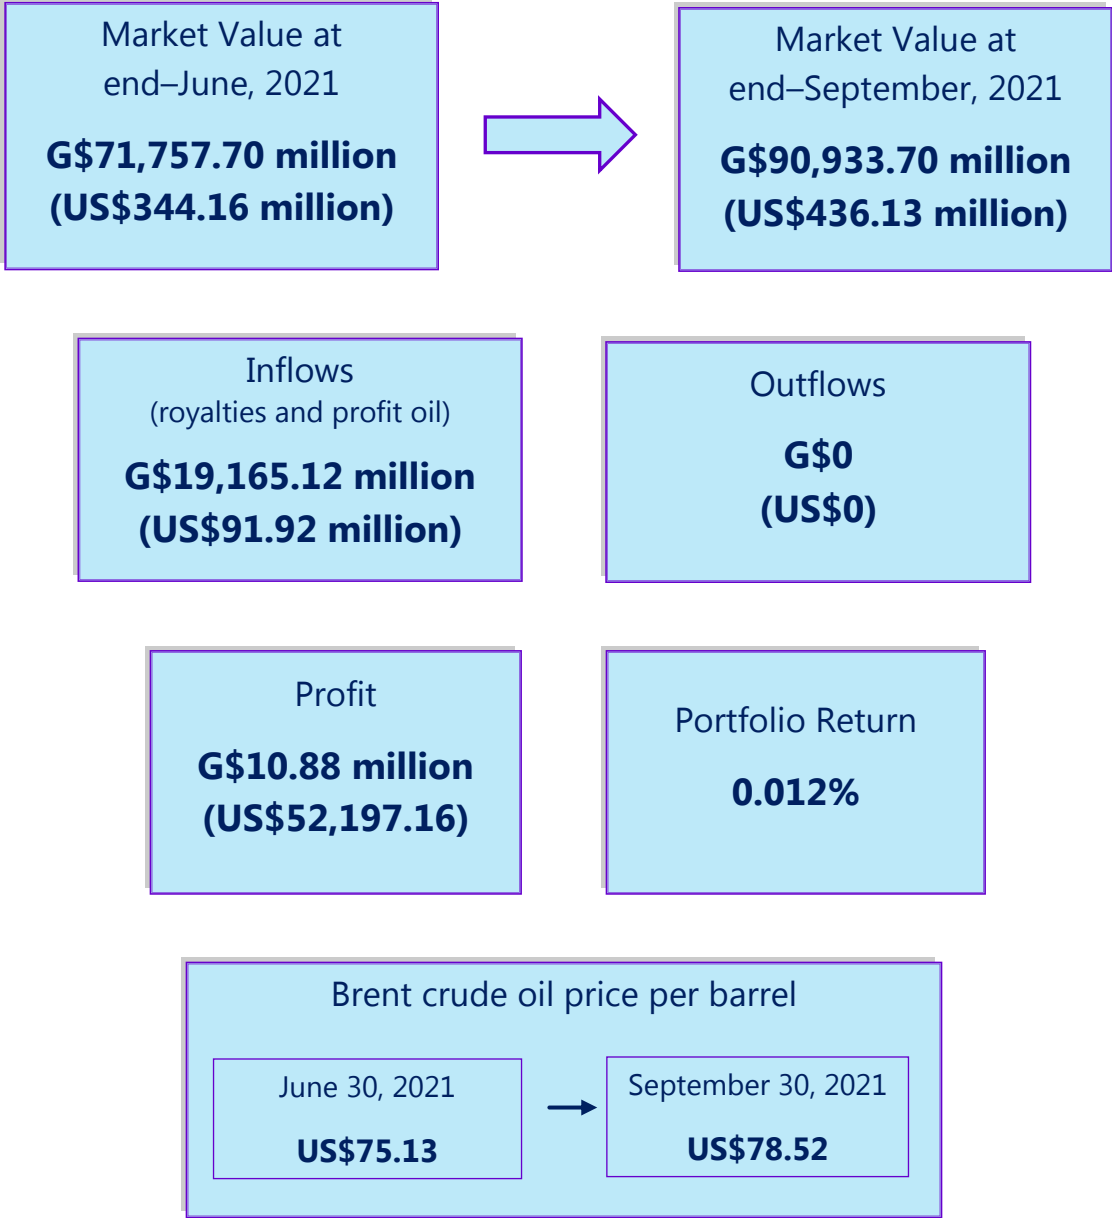 Market Value at
end–June, 2021
G$71,757.70 million
(US$344.16 million)
Market Value at
end–September, 2021
G$90,933.70 million
(US$436.13 million)
Inflows
(royalties and profit oil)
G$19,165.12 million
(US$91.92 million)
Outflows
G$0
(US$0)
Profit
G$10.88 million
(US$52,197.16)
Portfolio Return
0.012%
Brent crude oil price per barrel
June 30, 2021
US$75.13
September 30, 2021
US$78.52